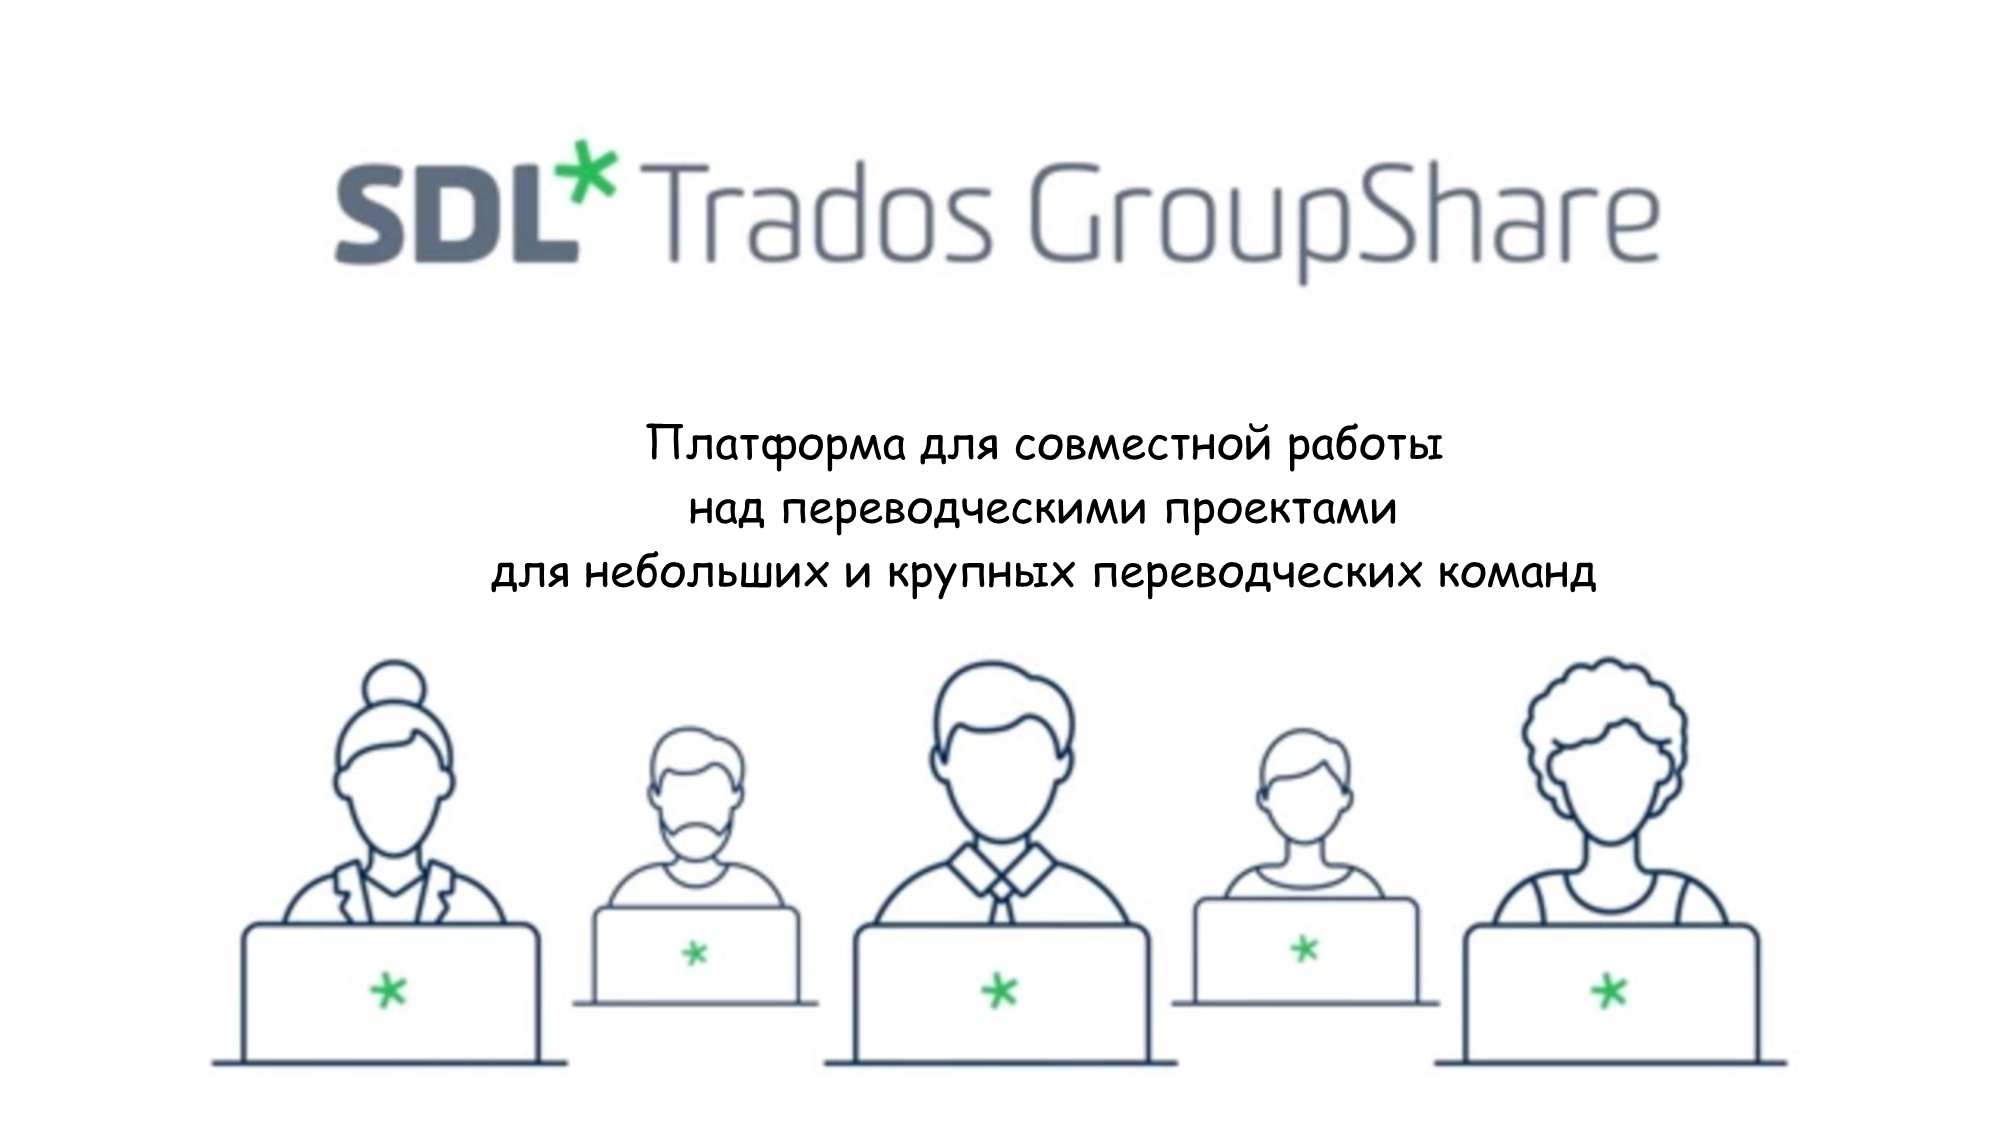 SDL* Trados GroupShare
Платформа для совместной работы
над переводческими проектами
для небольших и крупных переводческих команд